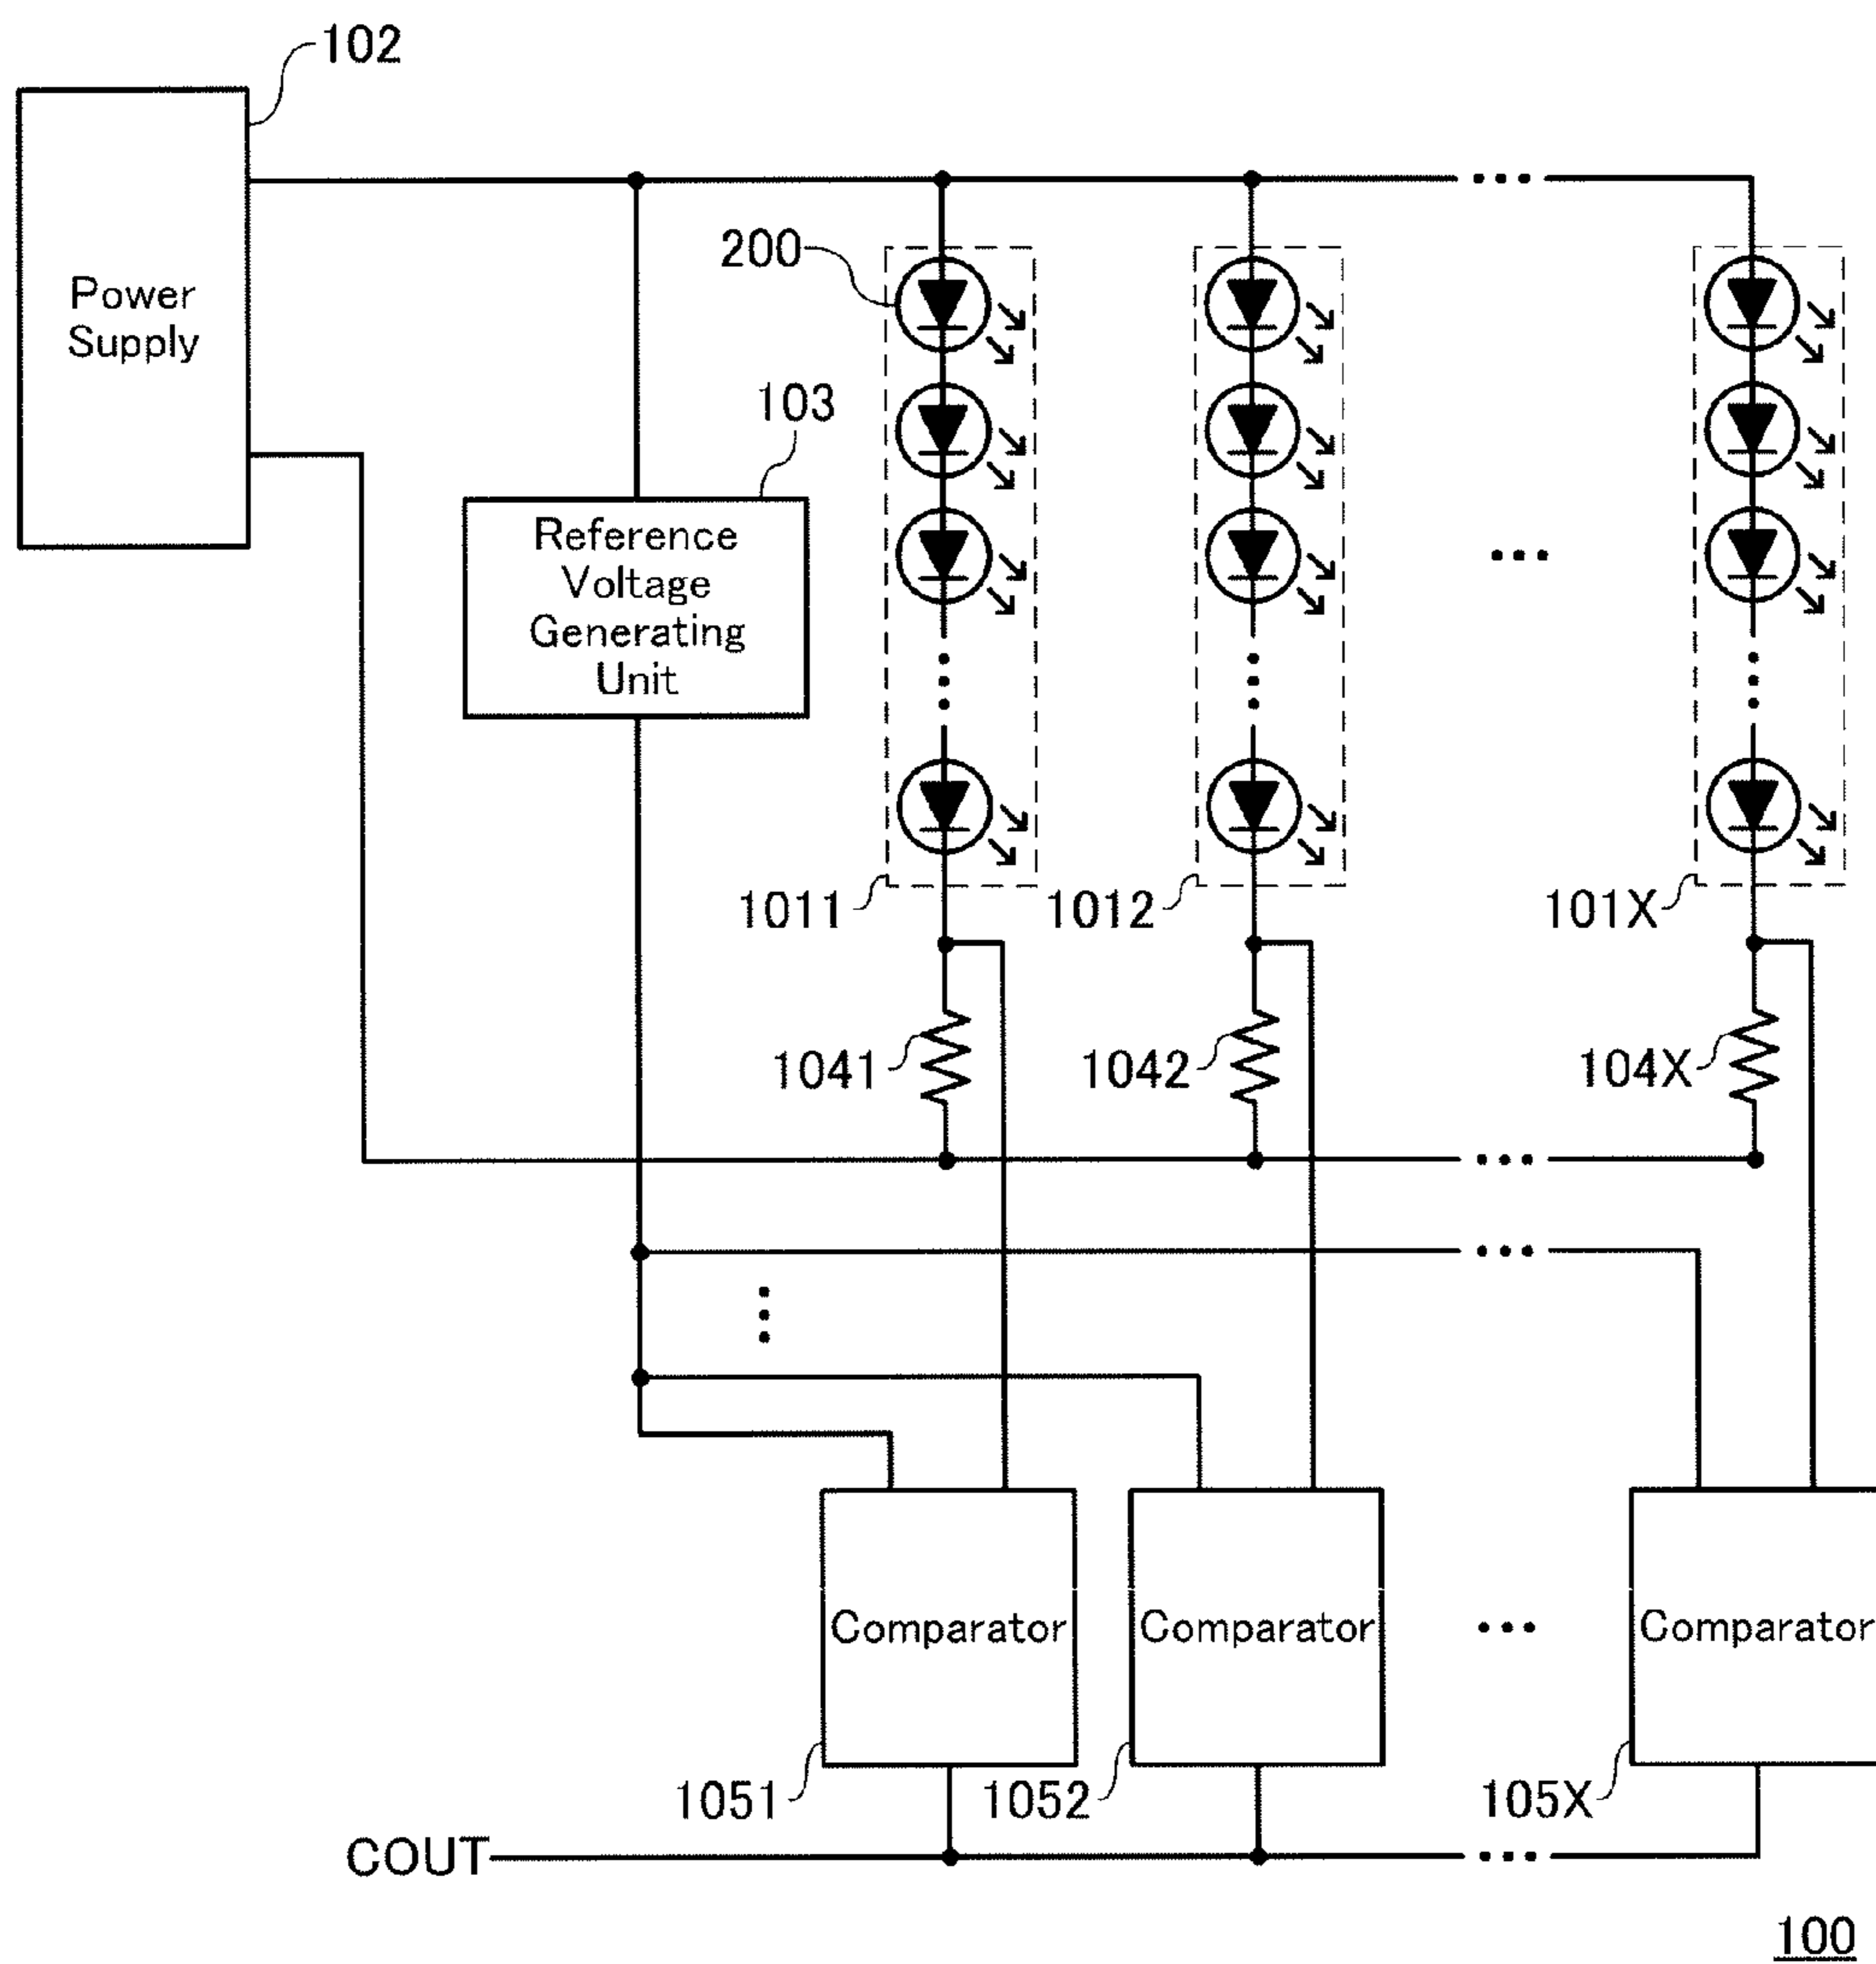 102
Power
Supply
200
103
Reference
Voltage
Generating
Unit
1011
1012
101X
1041
1042
104X
Comparator
Comparator
Comparator
1051
1052
105X
COUT
100